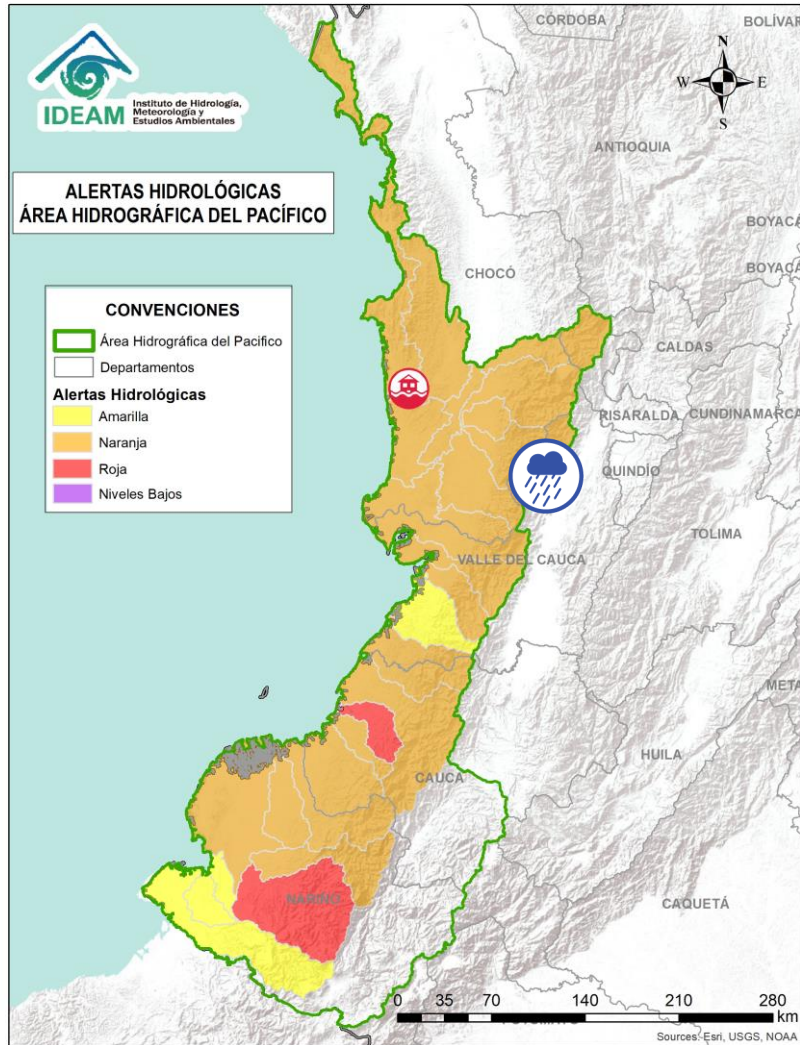 CÓRDOBA
BOLÍVAR
N
W
E
S
IDEAM
Instituto de Hidrología,
Meteorología y
Estudios Ambientales
ANTIOQUIA
ALERTAS HIDROLÓGICAS
ÁREA HIDROGRÁFICA DEL PACÍFICO
BOYACÁ
CHOCÓ
BOYACÁ
CONVENCIONES
Área Hidrográfica del Pacifico
Departamentos
Alertas Hidrológicas
Amarilla
Naranja
Roja
Niveles Bajos
CALDAS
RISARALDA
CUNDINAMARCA
QUINDÍO
TOLIMA
VALLE DEL CAUCA
META
HUILA
CAUCA
CAQUETÁ
NARIÑO
0 35 70 140 210 280
km
Sources: Esri, USGS, NOAA